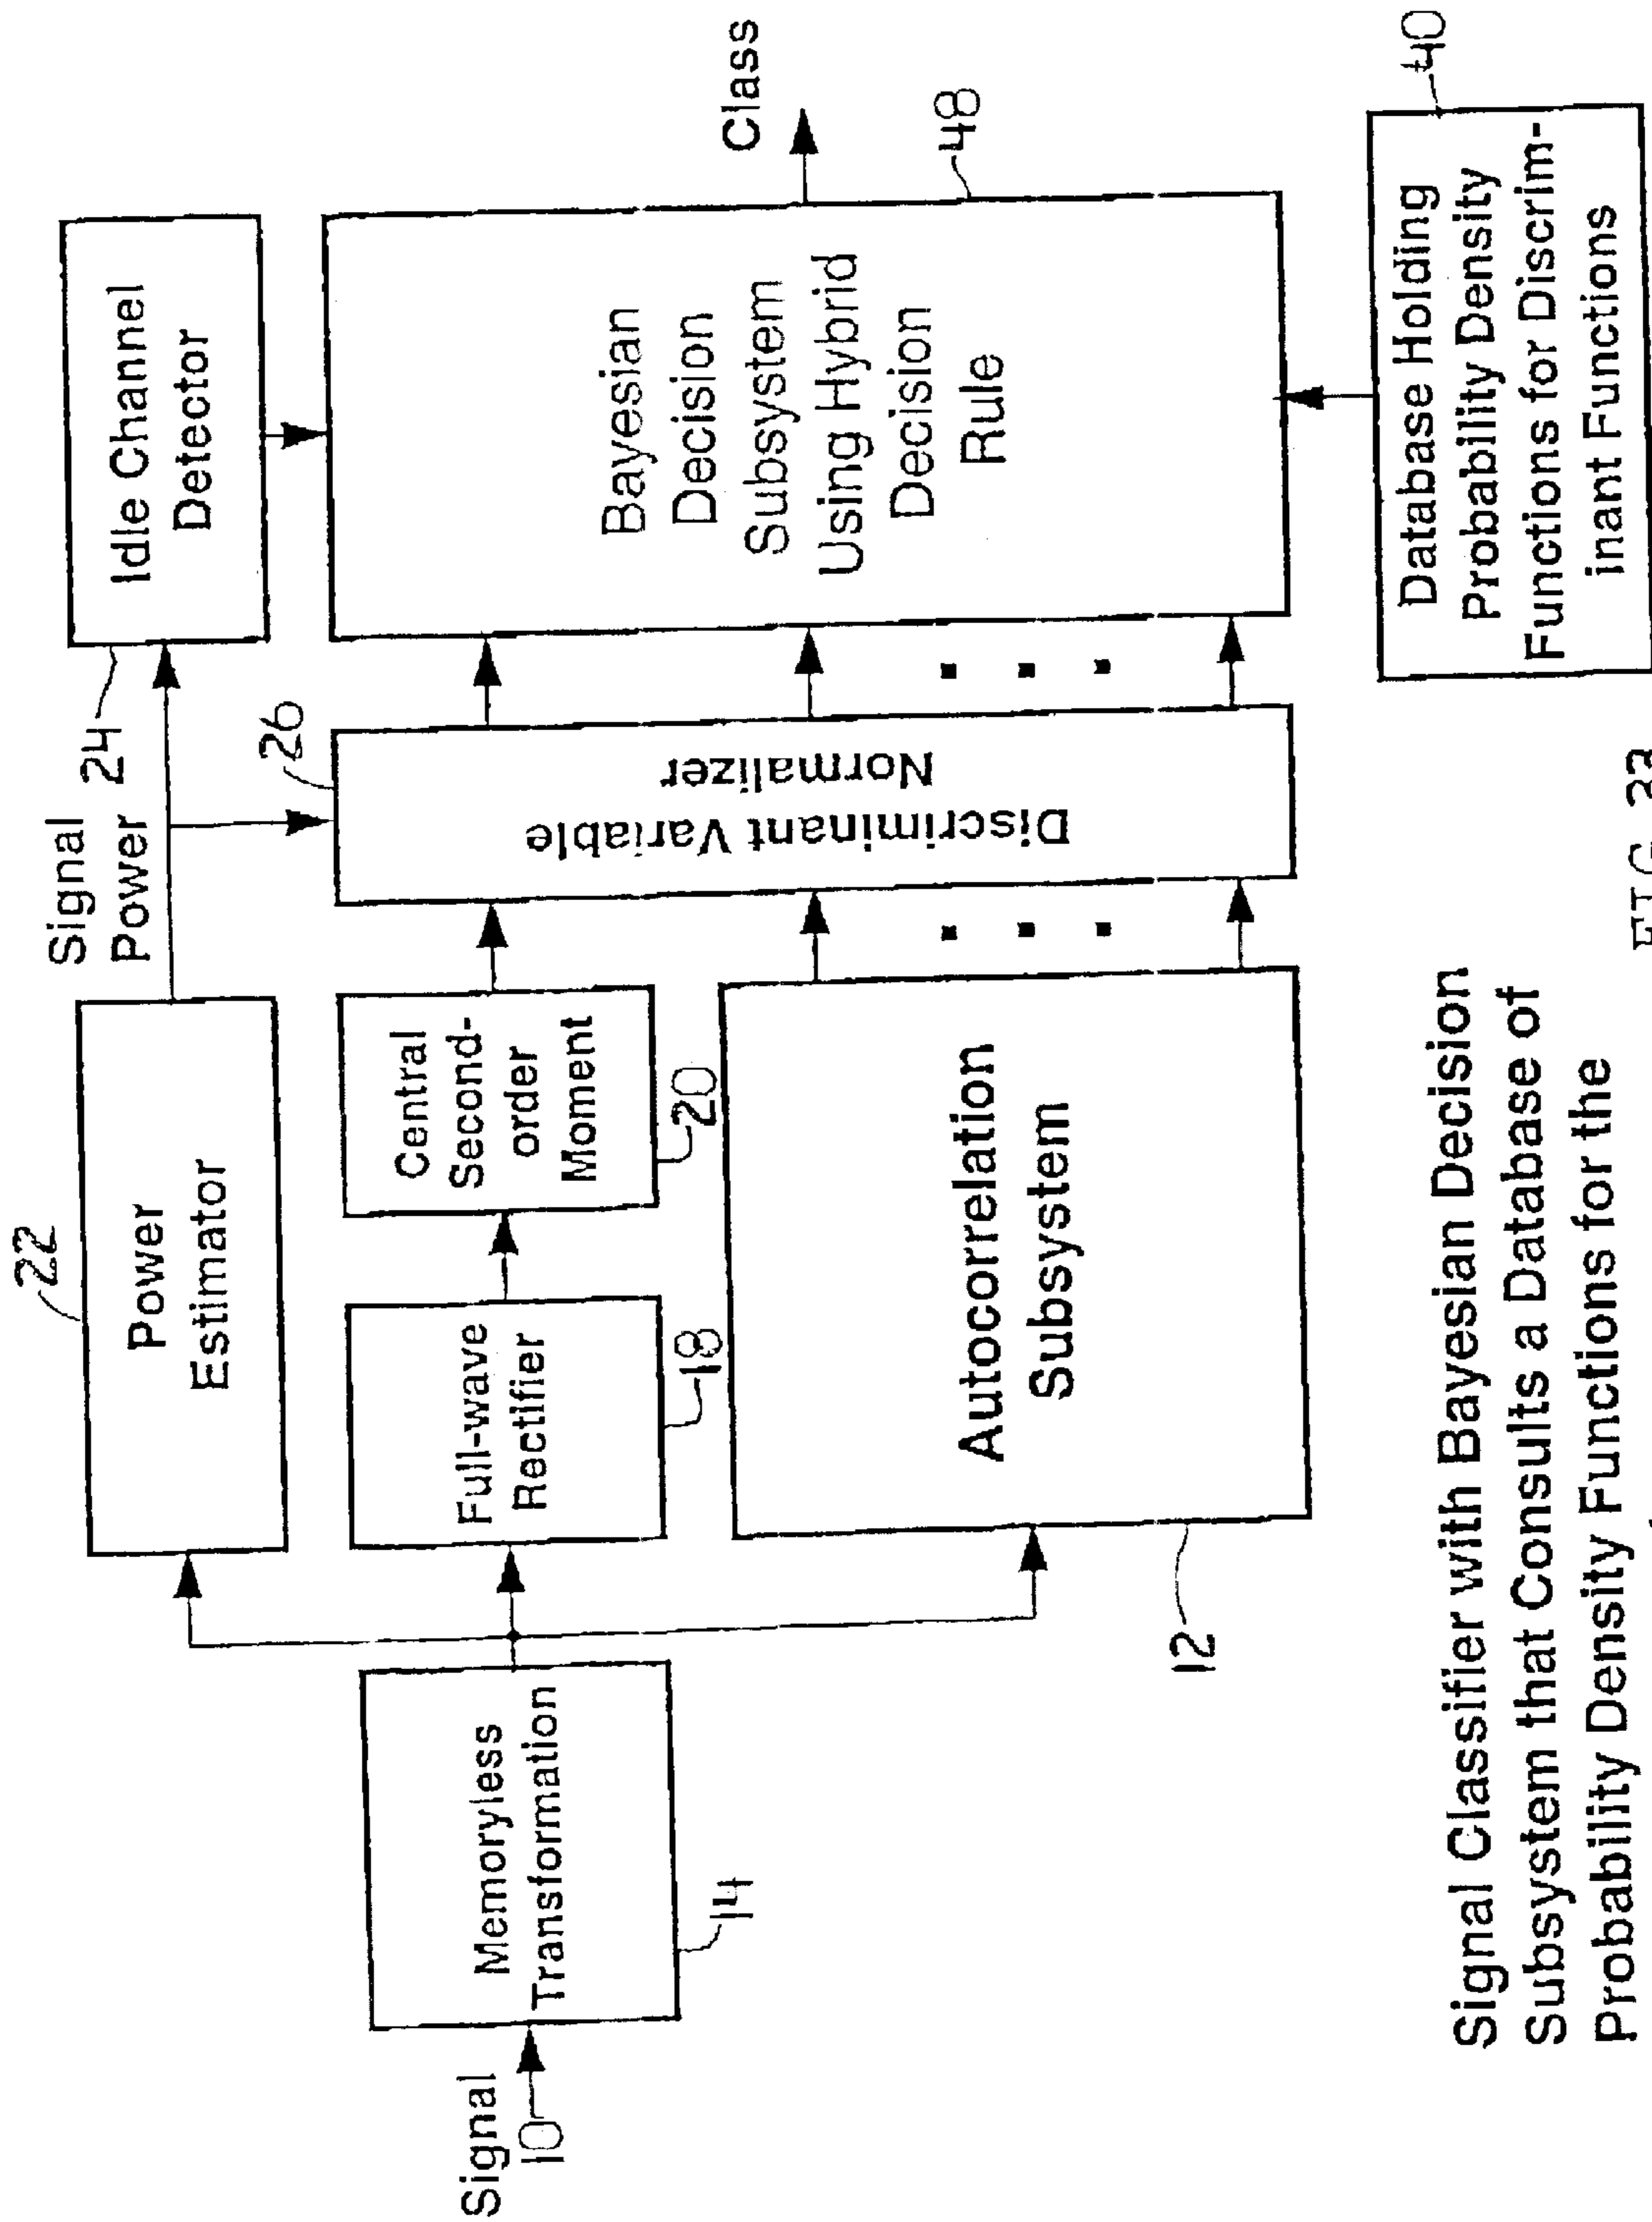 22
Power
Estimator
Signal
Power
24
Idle Channel
Detector
Signal
10
Memoryless
Transformation
14
Full-wave
Rectifier
18
Central
Second-
order
Moment
20
26
Discriminant Variable
Normalizer
Bayesian
Decision
Subsystem
Using Hybrid
Decision
Rule
Class
48
Autocorrelation
Subsystem
12
Database Holding
Probability Density
Functions for Discrim-
inant Functions
40
Signal Classifier with Bayesian Decision
Subsystem that Consults a Database of
Probability Density Functions for the